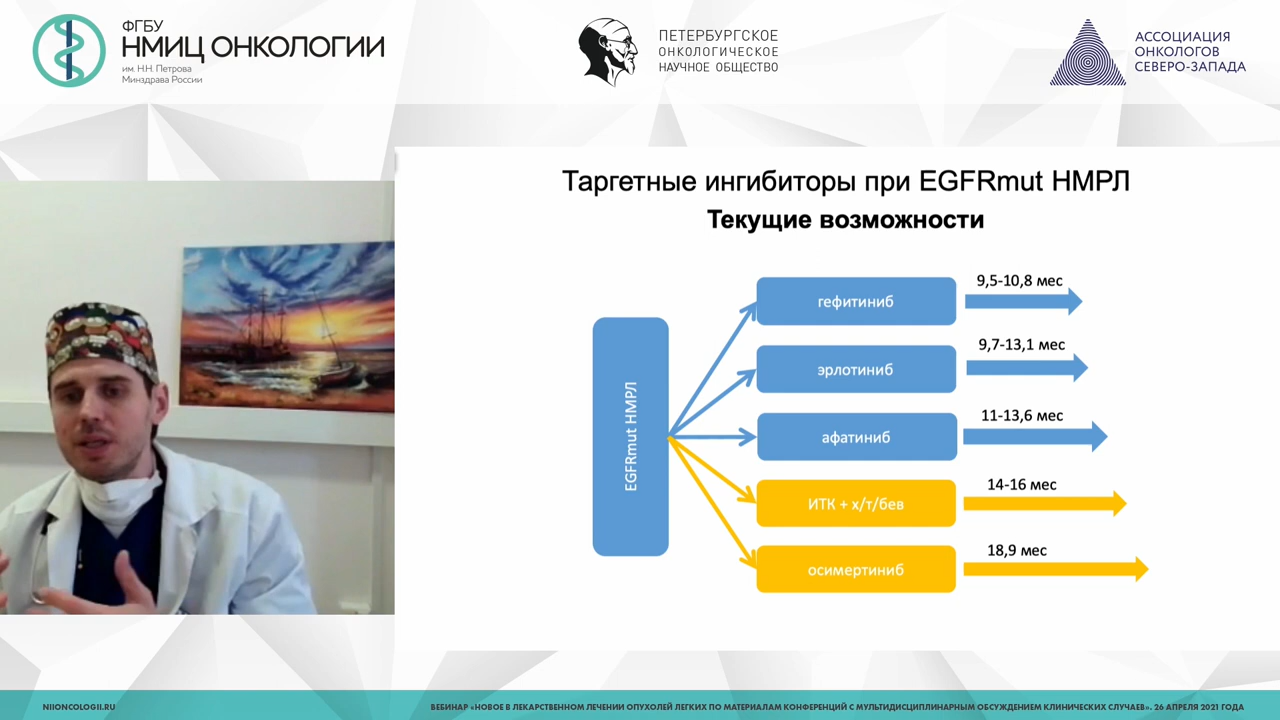 ФГБУ
НМИЦ ОНКОЛОГИИ
им. Н.Н. Петрова
Минздрава России
ПЕТЕРБУРГСКОЕ
ОНКОЛОГИЧЕСКОЕ
НАУЧНОЕ ОБЩЕСТВО
АССОЦИАЦИЯ
ОНКОЛОГОВ
СЕВЕРО-ЗАПАДА
Таргетные ингибиторы при EGFRmut НМРЛ
Текущие возможности
EGFRmut НМРЛ
гефитиниб
9,5-10,8 мес
эрлотиниб
9,7-13,1 мес
афатиниб
11-13,6 мес
ИТК + х/т/бев
14-16 мес
осимертиниб
18,9 мес
NIIONCOLOGII.RU
ВЕБИНАР «НОВОЕ В ЛЕКАРСТВЕННОМ ЛЕЧЕНИИ ОПУХОЛЕЙ ЛЕГКИХ ПО МАТЕРИАЛАМ КОНФЕРЕНЦИЙ С МУЛЬТИДИСЦИПЛИНАРНЫМ ОБСУЖДЕНИЕМ КЛИНИЧЕСКИХ СЛУЧАЕВ». 26 АПРЕЛЯ 2021 ГОДА